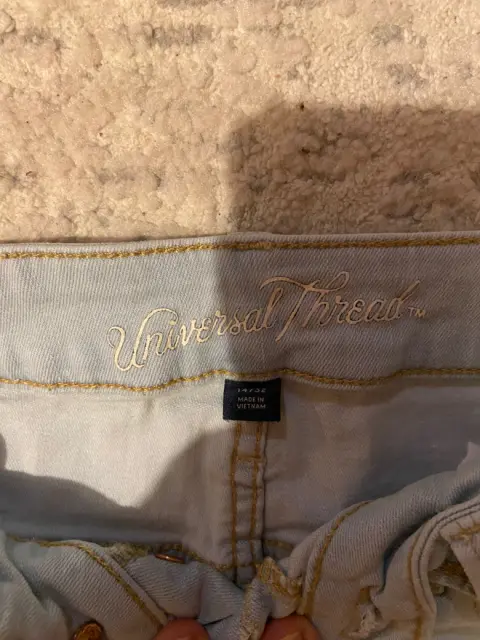 Universal Thread™
14/32
MADE IN
VIETNAM